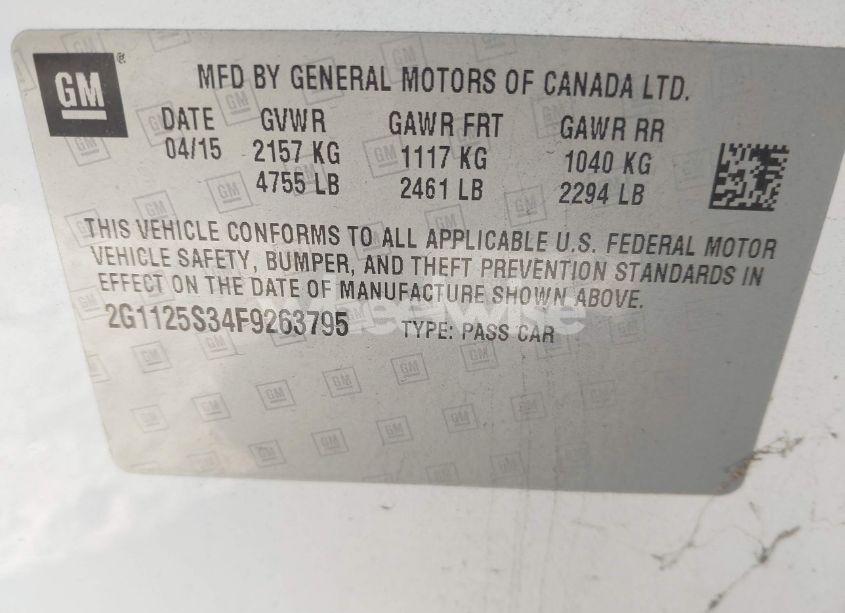 GM®
MFD BY GENERAL MOTORS OF CANADA LTD.
DATE GVWR GAWR FRT GAWR RR
04/15 2157 KG 1117 KG 1040 KG
4755 LB 2461 LB 2294 LB
THIS VEHICLE CONFORMS TO ALL APPLICABLE U.S. FEDERAL MOTOR
VEHICLE SAFETY, BUMPER, AND THEFT PREVENTION STANDARDS IN
EFFECT ON THE DATE OF MANUFACTURE SHOWN ABOVE.
2G1125S34F9263795 TYPE: PASS CAR